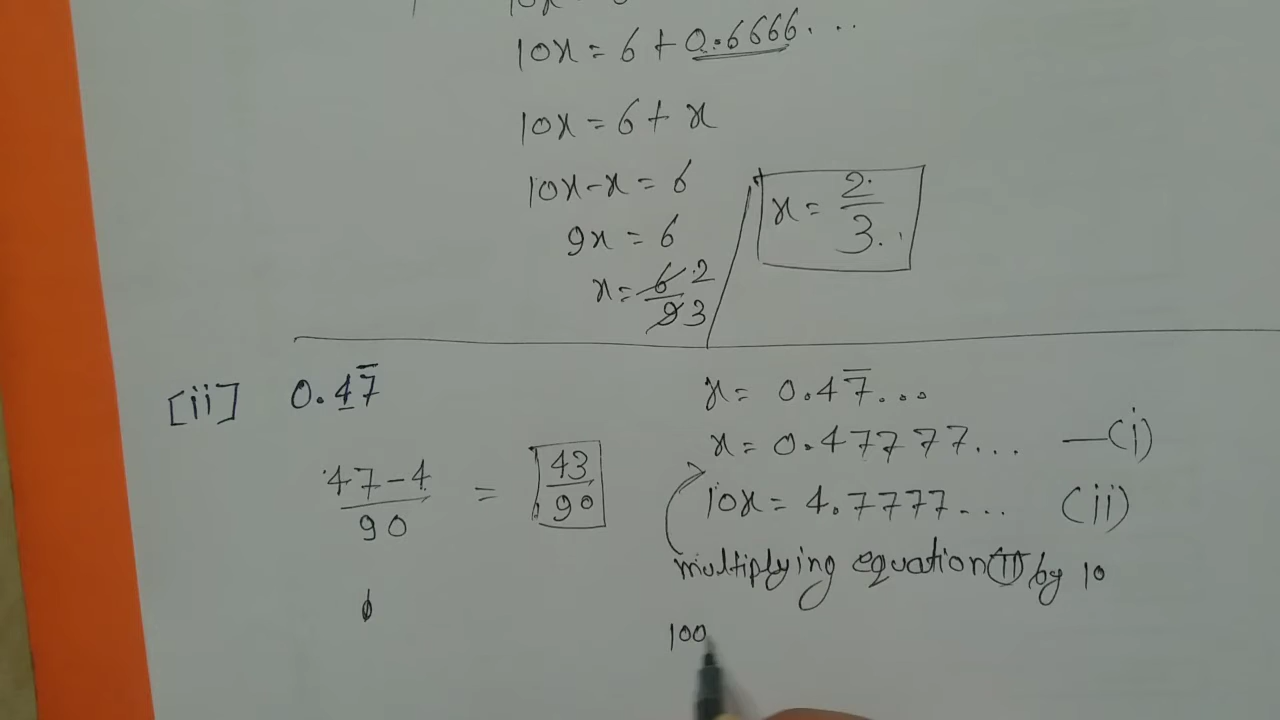 10x = 6 + 0.6666...
10x = 6 + x
10x - x = 6
9x = 6
x = 6/9 2/3
x = 2/3
[ii] 0.47̅
47-4/90 = 43/90
x = 0.47̅...
x = 0.47777... —(i)
10x = 4.7777... (ii)
multiplying equation (II) by 10
100